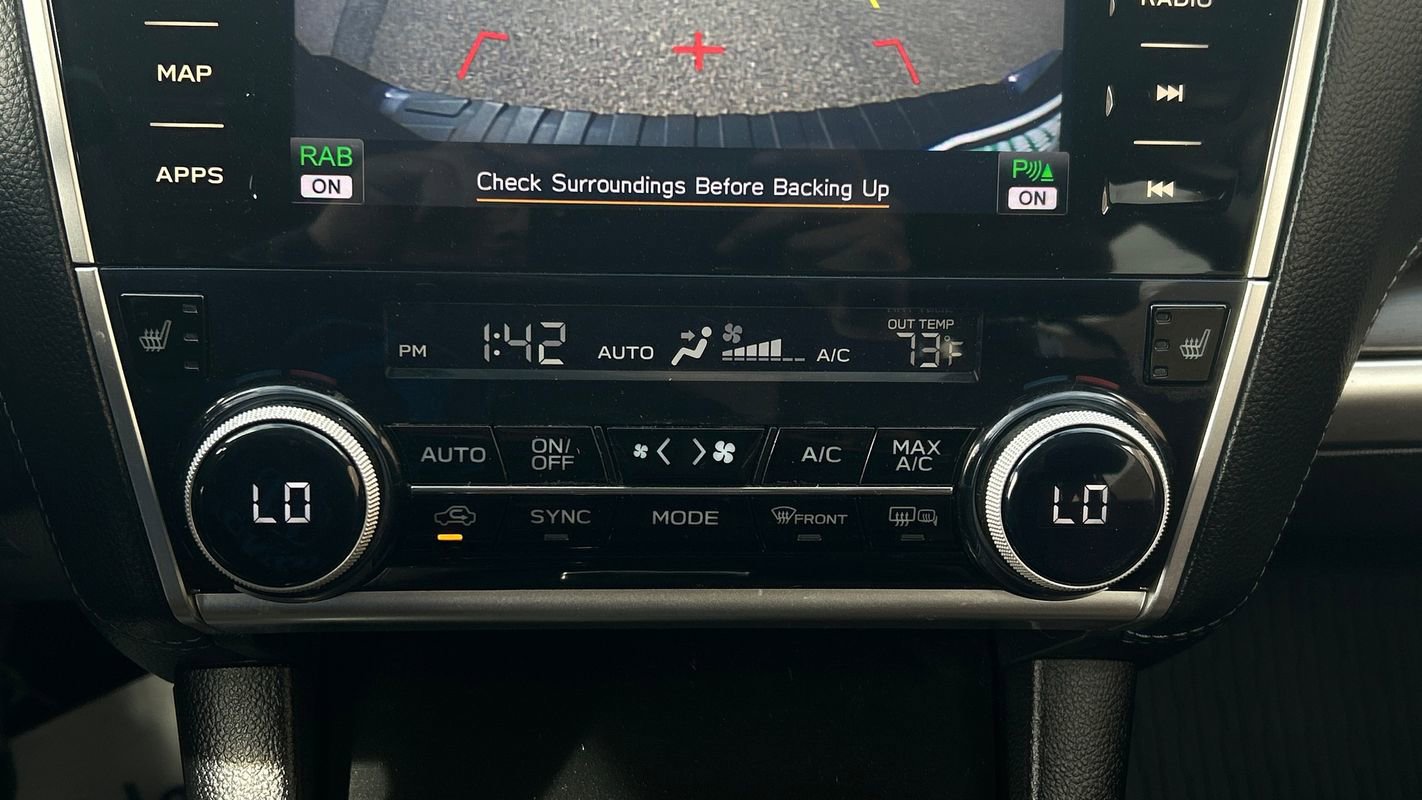 RADIO
MAP
APPS
RAB
ON
Check Surroundings Before Backing Up
P
ON
PM 1:42 AUTO A/C
OUT TEMP
73°F
AUTO
ON/
OFF
A/C
MAX
A/C
LO
LO
SYNC
MODE
FRONT